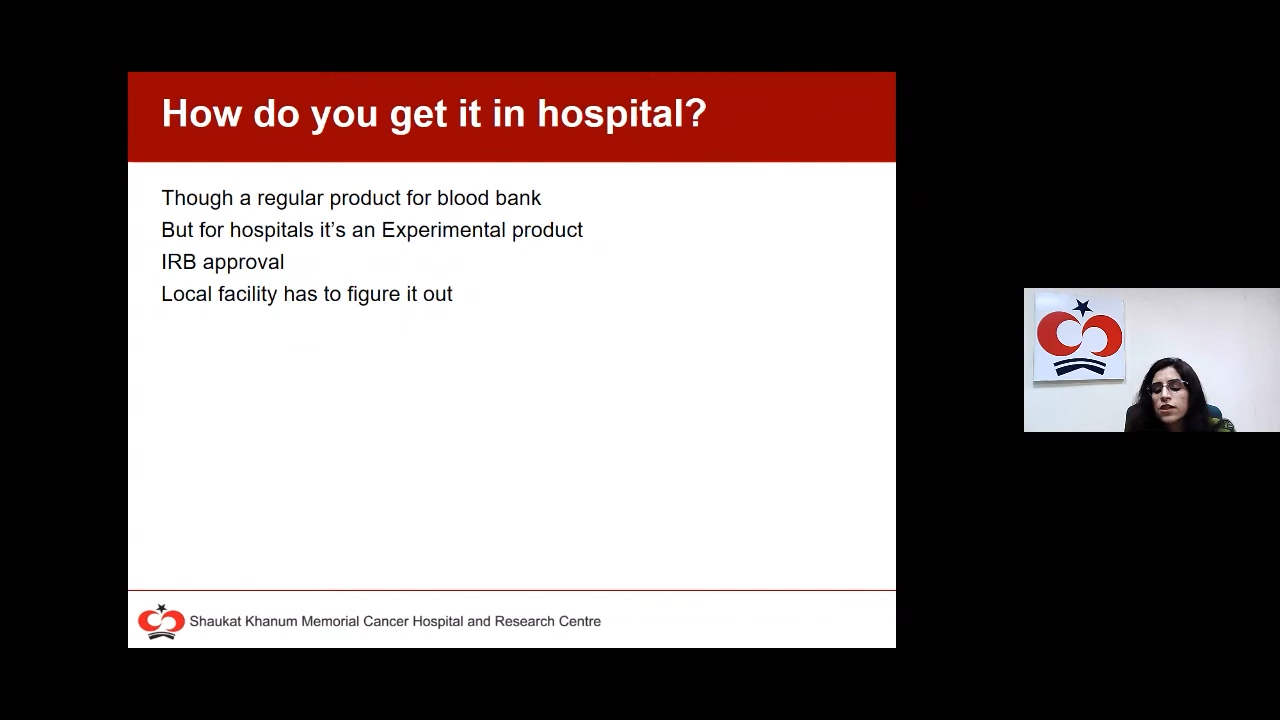 How do you get it in hospital?
Though a regular product for blood bank
But for hospitals it’s an Experimental product
IRB approval
Local facility has to figure it out
Shaukat Khanum Memorial Cancer Hospital and Research Centre